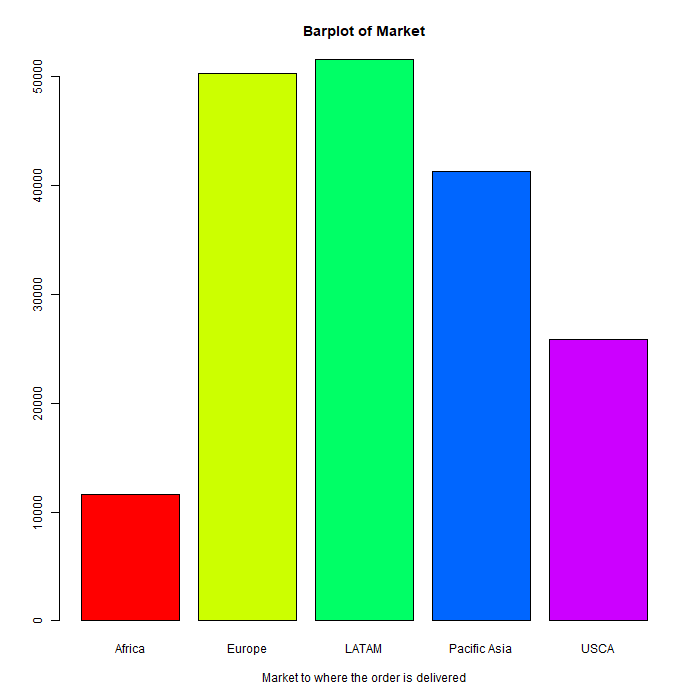 Barplot of Market
50000
40000
30000
20000
10000
0
Africa Europe LATAM Pacific Asia USCA
Market to where the order is delivered